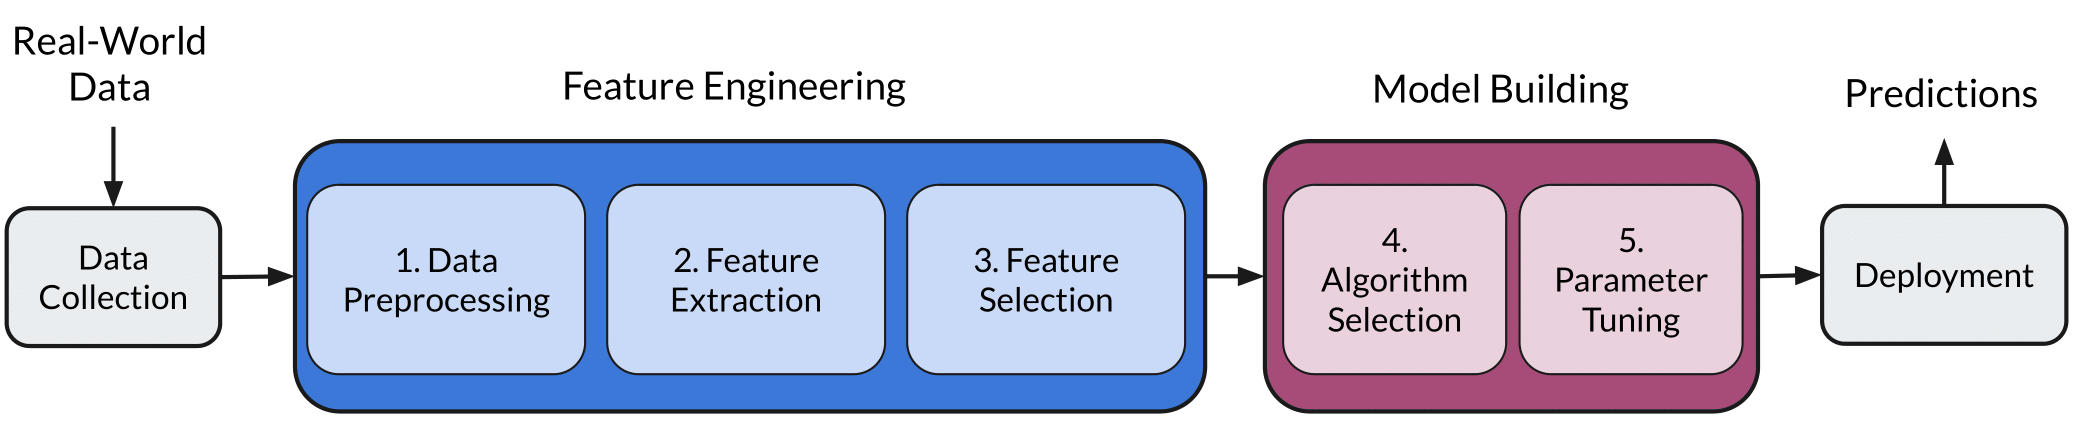 Real-World
Data
Feature Engineering
Model Building
Predictions
Data
Collection
1. Data
Preprocessing
2. Feature
Extraction
3. Feature
Selection
4.
Algorithm
Selection
5.
Parameter
Tuning
Deployment